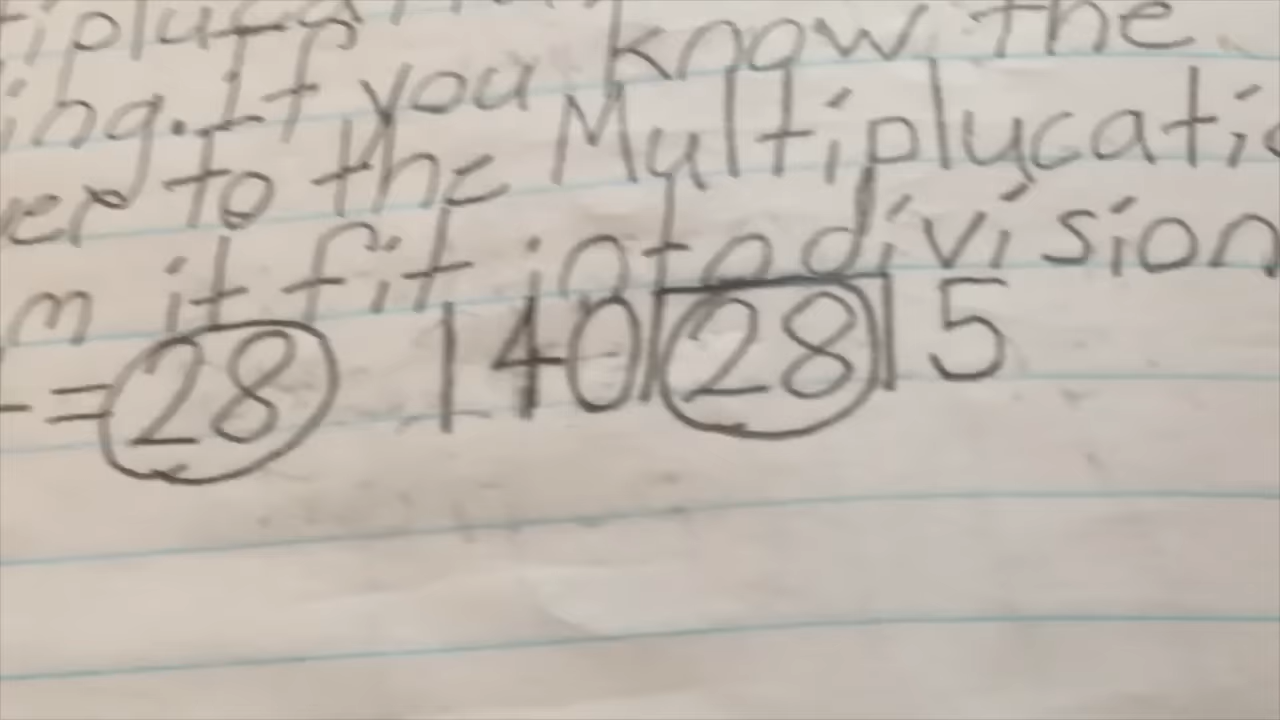 ing. If you know the
er to the Multiplycati
m it fit into division
= 28 140 28 5